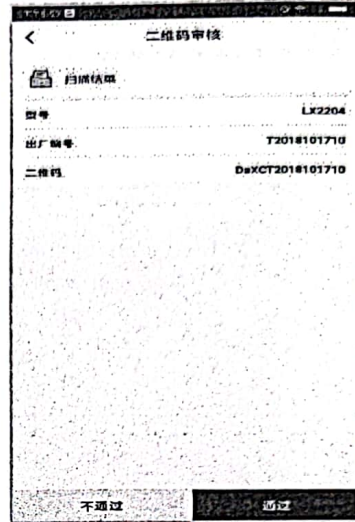 二维码审核
扫描结果
型号 LX2204
出厂编号 T2018101710
二维码 DsXCT2018101710
不通过 通过